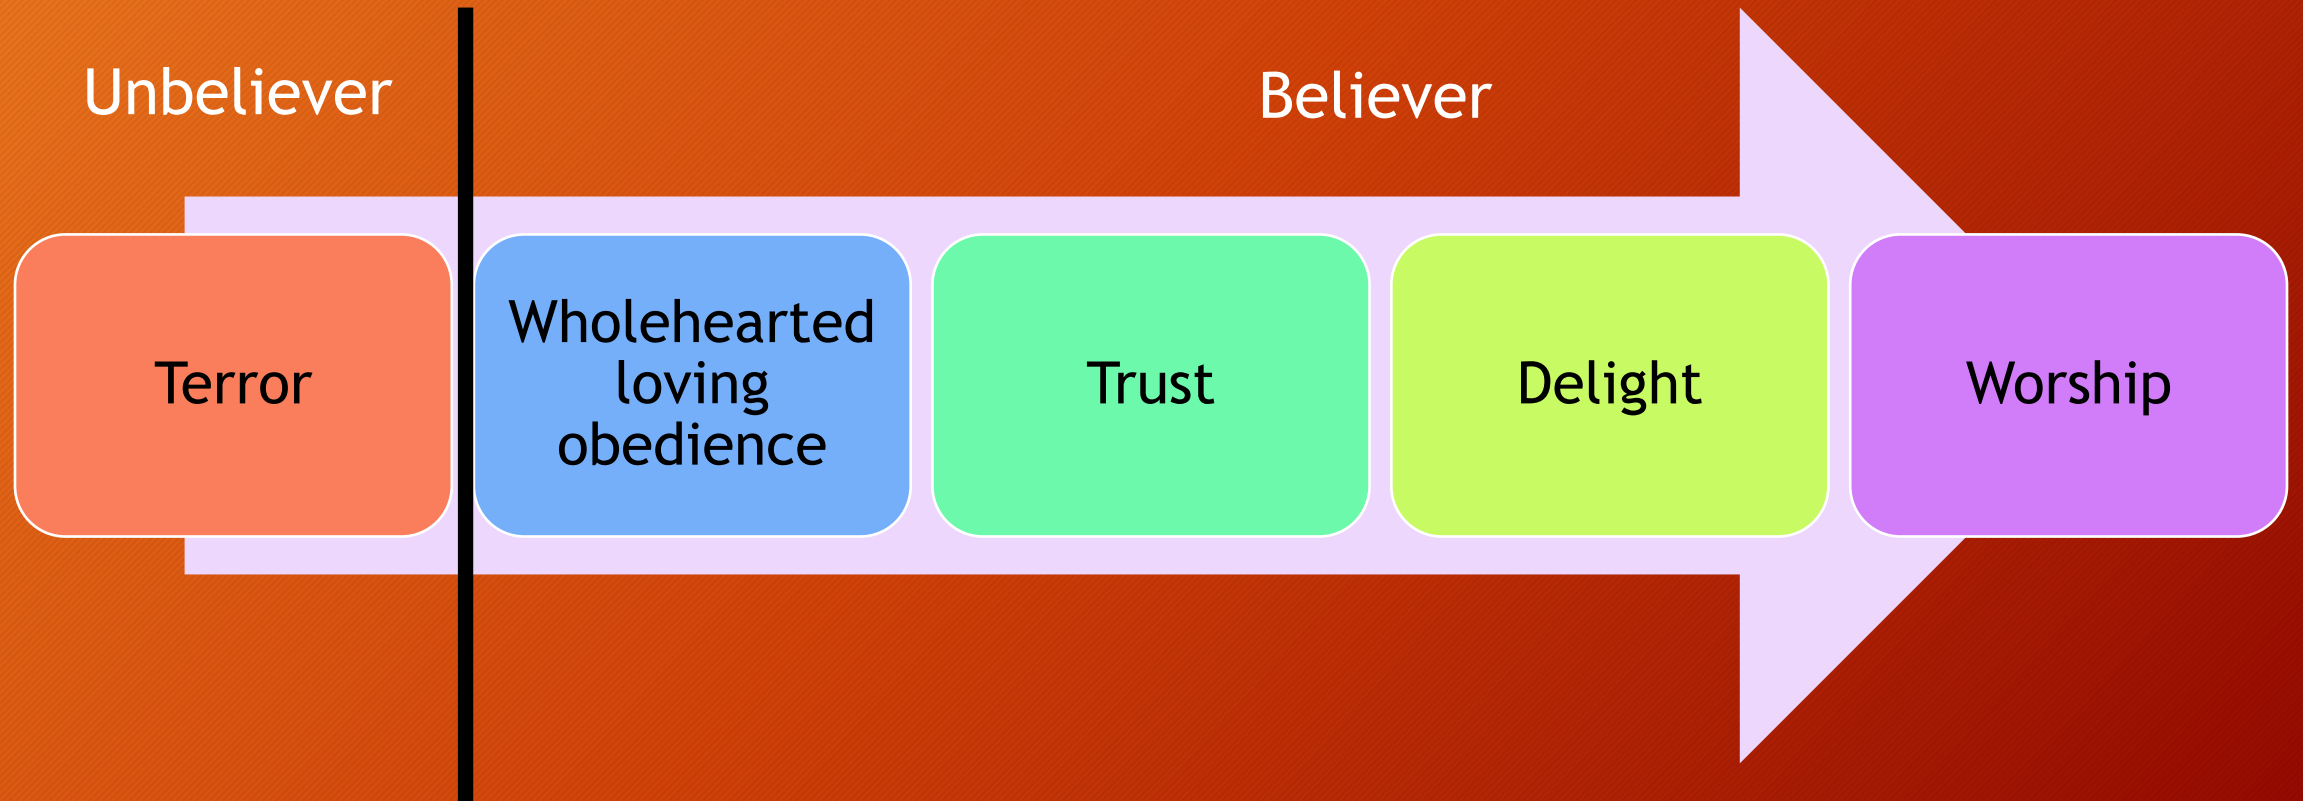 Unbeliever
Believer
Terror
Wholehearted
loving
obedience
Trust
Delight
Worship